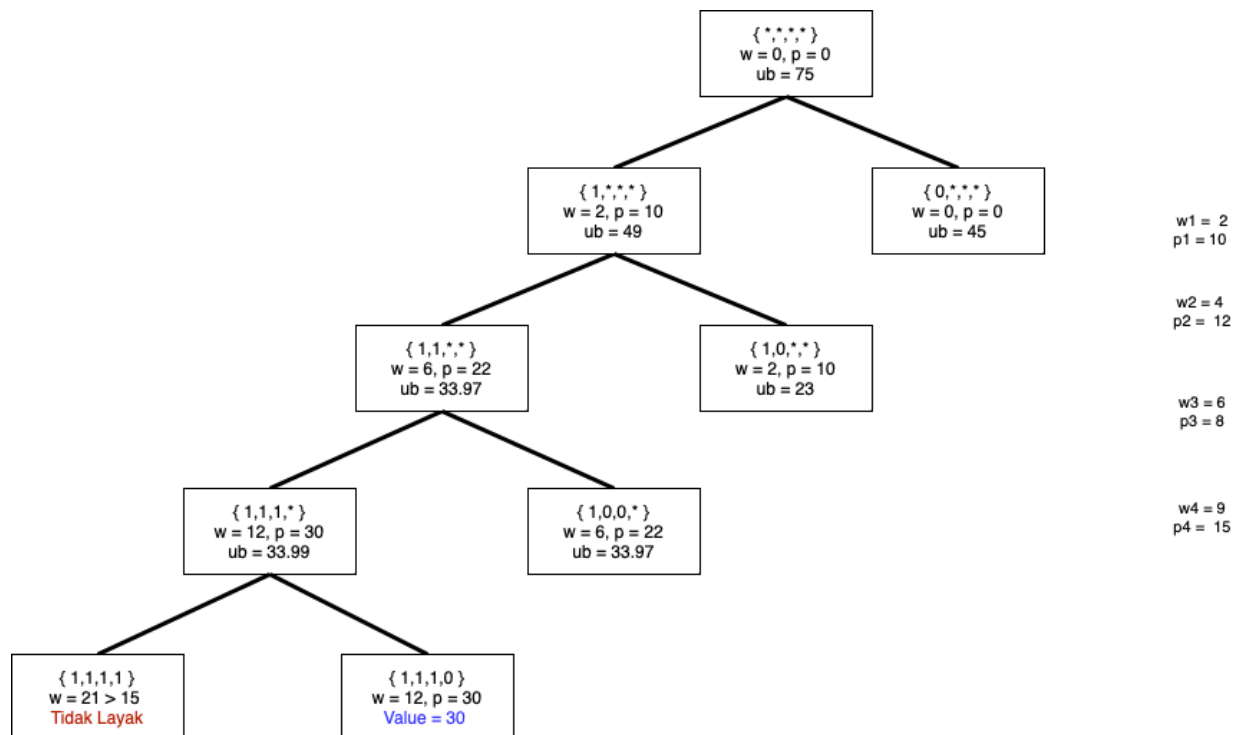 { *,*,*,* }
w = 0, p = 0
ub = 75
{ 1,*,*,* }
w = 2, p = 10
ub = 49
{ 0,*,*,* }
w = 0, p = 0
ub = 45
w1 = 2
p1 = 10
{ 1,1,*,* }
w = 6, p = 22
ub = 33.97
{ 1,0,*,* }
w = 2, p = 10
ub = 23
w2 = 4
p2 = 12
w3 = 6
p3 = 8
{ 1,1,1,* }
w = 12, p = 30
ub = 33.99
{ 1,0,0,* }
w = 6, p = 22
ub = 33.97
w4 = 9
p4 = 15
{ 1,1,1,1 }
w = 21 > 15
Tidak Layak
{ 1,1,1,0 }
w = 12, p = 30
Value = 30